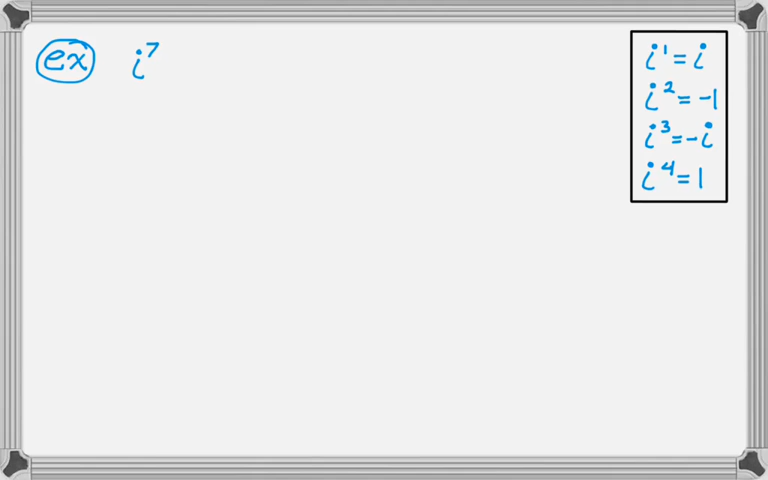 ex i⁷
i¹ = i
i² = -1
i³ = -i
i⁴ = 1